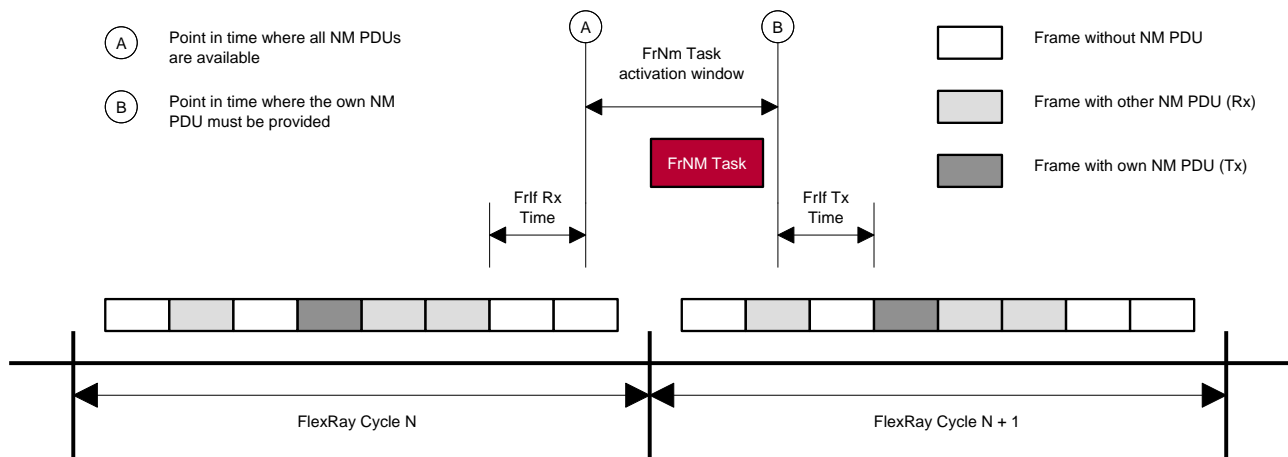 A
Point in time where all NM PDUs
are available
B
Point in time where the own NM
PDU must be provided
A
B
FrNm Task
activation window
FrNM Task
FrIf Rx
Time
FrIf Tx
Time
Frame without NM PDU
Frame with other NM PDU (Rx)
Frame with own NM PDU (Tx)
FlexRay Cycle N
FlexRay Cycle N + 1